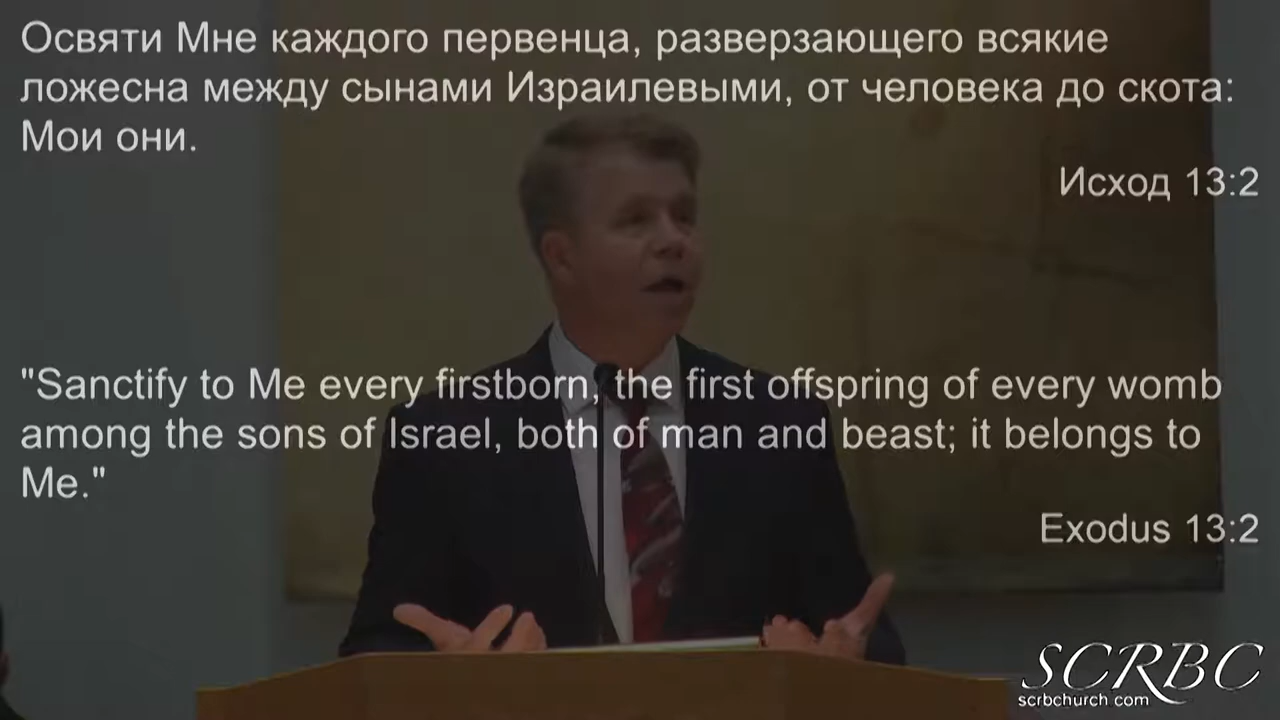 Освяти Мне каждого первенца, разверзающего всякие
ложесна между сынами Израилевыми, от человека до скота:
Мои они.
Исход 13:2
"Sanctify to Me every firstborn, the first offspring of every womb
among the sons of Israel, both of man and beast; it belongs to
Me."
Exodus 13:2
SCRBC
scrbchurch.com